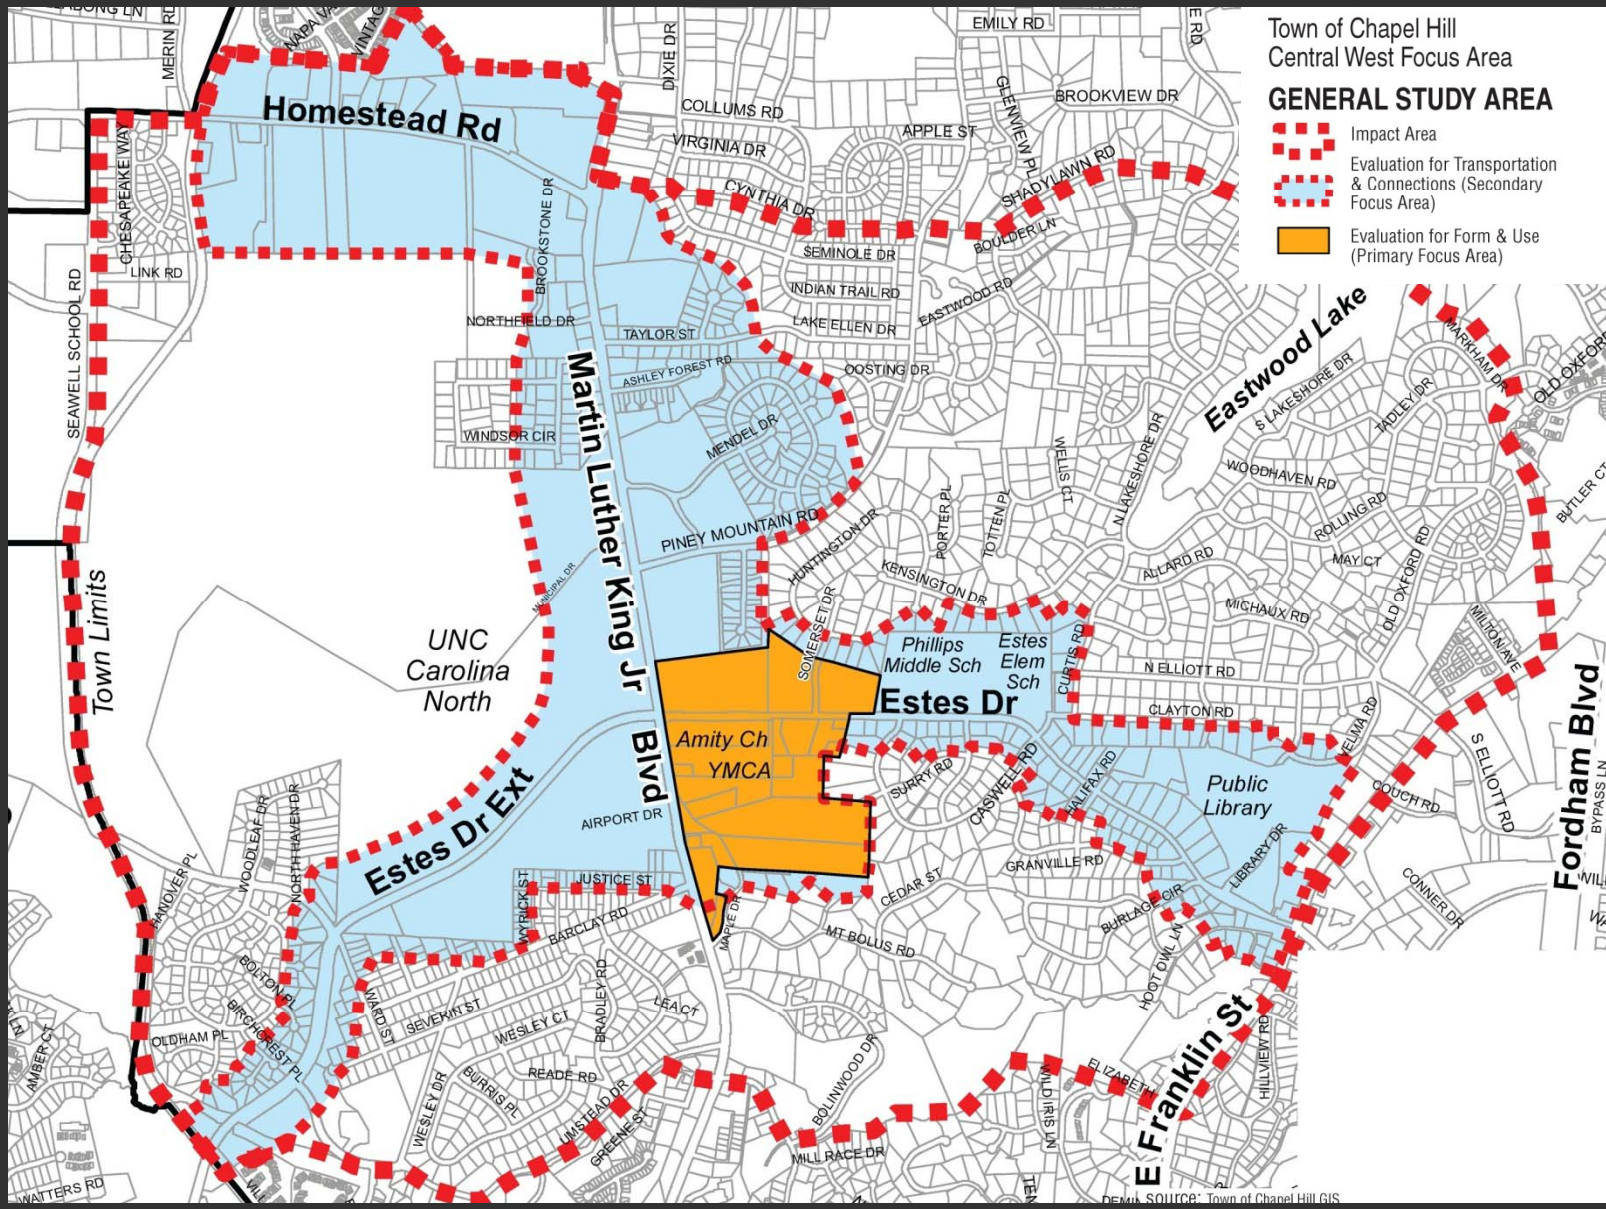 Town of Chapel Hill
Central West Focus Area
GENERAL STUDY AREA
Impact Area
Evaluation for Transportation
& Connections (Secondary
Focus Area)
Evaluation for Form & Use
(Primary Focus Area)
MERIN RD
NAPA VA
VINTAG
DIXIE DR
EMILY RD
E RD
Homestead Rd
COLLUMS RD
VIRGINIA DR
APPLE ST
GLENVIEW PL
BROOKVIEW DR
CHESAPEAKE WAY
CYNTHIA DR
SHADYLAWN RD
BOULDER LN
BROOKSTONE DR
SEMINOLE DR
LINK RD
INDIAN TRAIL RD
EASTWOOD RD
SEAWELL SCHOOL RD
NORTHFIELD DR
TAYLOR ST
LAKE ELLEN DR
ASHLEY FOREST RD
OOSTING DR
Eastwood Lake
S LAKESHORE DR
MARKHAM DR
OLD OXFORD
TADLEY DR
Martin Luther King Jr
Blvd
MENDEL DR
WINDSOR CIR
WELLS CT
N LAKESHORE DR
WOODHAVEN RD
ROLLING RD
BUTLER CT
PINEY MOUNTAIN RD
HUNTINGTON DR
PORTER PL
TOTTEN PL
MAY CT
ALLARD RD
OLD OXFORD RD
KENSINGTON DR
MUNICIPAL DR
SOMERSET DR
MICHAUX RD
MILTON AVE
Town Limits
UNC
Carolina
North
Phillips
Middle Sch
Estes
Elem
Sch
CURTIS RD
N ELLIOTT RD
Estes Dr
CLAYTON RD
VELMA RD
Fordham Blvd
Amity Ch
YMCA
SURRY RD
CASWELL RD
HALIFAX RD
Public
Library
COUCH RD
S ELLIOTT RD
BYPASS LN
AIRPORT DR
Estes Dr Ext
WOODLEAF DR
NORTH HAVEN DR
HANOVER PL
GRANVILLE RD
LIBRARY DR
JUSTICE ST
WYRICK ST
CEDAR ST
CONNER DR
BARCLAY RD
MAPLE DR
MT BOLUS RD
BURLAGE CIR
HOOT OWL LN
BOLTON PL
BIRCHCREST PL
WARD ST
SEVERIN ST
BRADLEY RD
LEA CT
OLDHAM PL
WESLEY CT
AMBER CT
READE RD
BURRIS PL
WESLEY DR
UMSTEAD DR
GREENE ST
BOLINWOOD DR
MILL RACE DR
WILD IRIS LN
ELIZABETH
E Franklin St
HILLVIEW RD
WATTERS RD
source: Town of Chapel Hill GIS